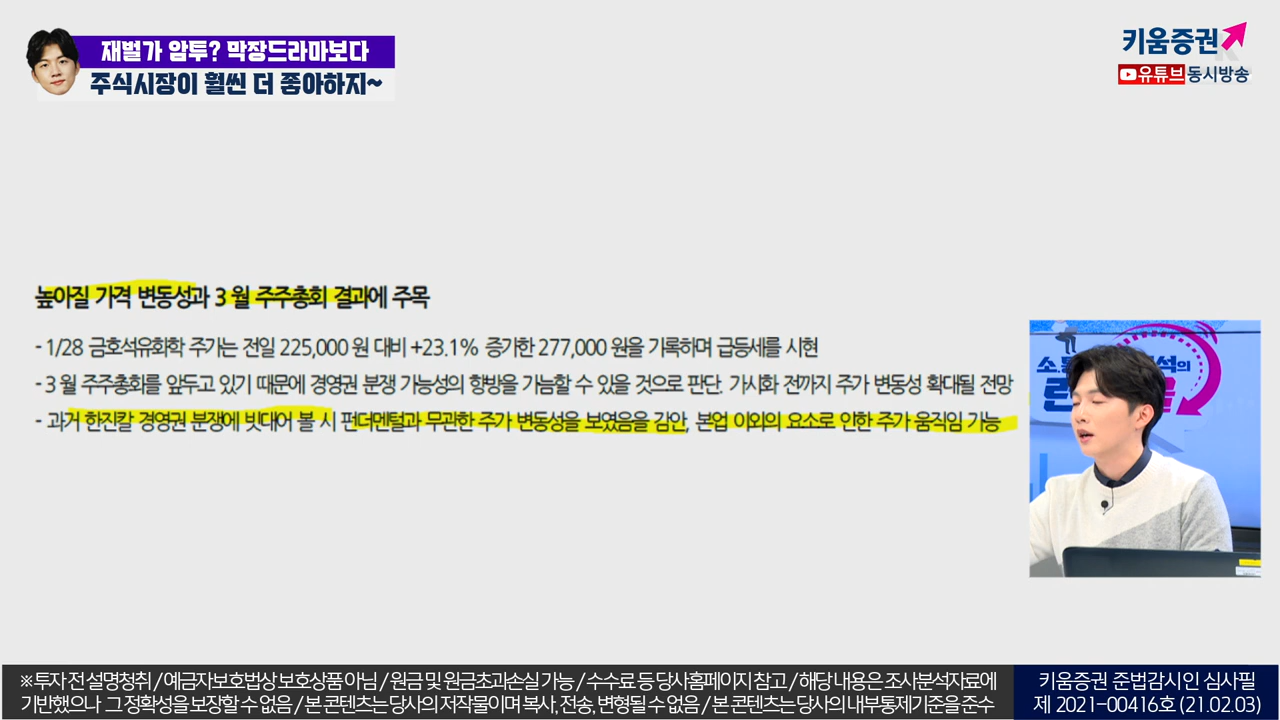 재벌가 암투? 막장드라마보다
주식시장이 훨씬 더 좋아하지~
키움증권
유튜브 동시방송
높아질 가격 변동성과 3월 주주총회 결과에 주목
- 1/28 금호석유화학 주가는 전일 225,000원 대비 +23.1% 증가한 277,000원을 기록하며 급등세를 시현
- 3월 주주총회를 앞두고 있기 때문에 경영권 분쟁 가능성의 향방을 가늠할 수 있을 것으로 판단. 가시화 전까지 주가 변동성 확대될 전망
- 과거 한진칼 경영권 분쟁에 빗대어 볼 시 펀더멘털과 무관한 주가 변동성을 보였음을 감안, 본업 이외의 요소로 인한 주가 움직임 가능
※투자 전 설명청취 / 예금자보호법상 보호상품 아님 / 원금 및 원금초과손실 가능 / 수수료 등 당사홈페이지 참고 / 해당 내용은 조사분석자료에
기반했으나 그 정확성을 보장할 수 없음 / 본 콘텐츠는 당사의 저작물이며 복사, 전송, 변형될 수 없음 / 본 콘텐츠는 당사의 내부통제기준을 준수
키움증권 준법감시인 심사필
제 2021-00416호 (21.02.03)